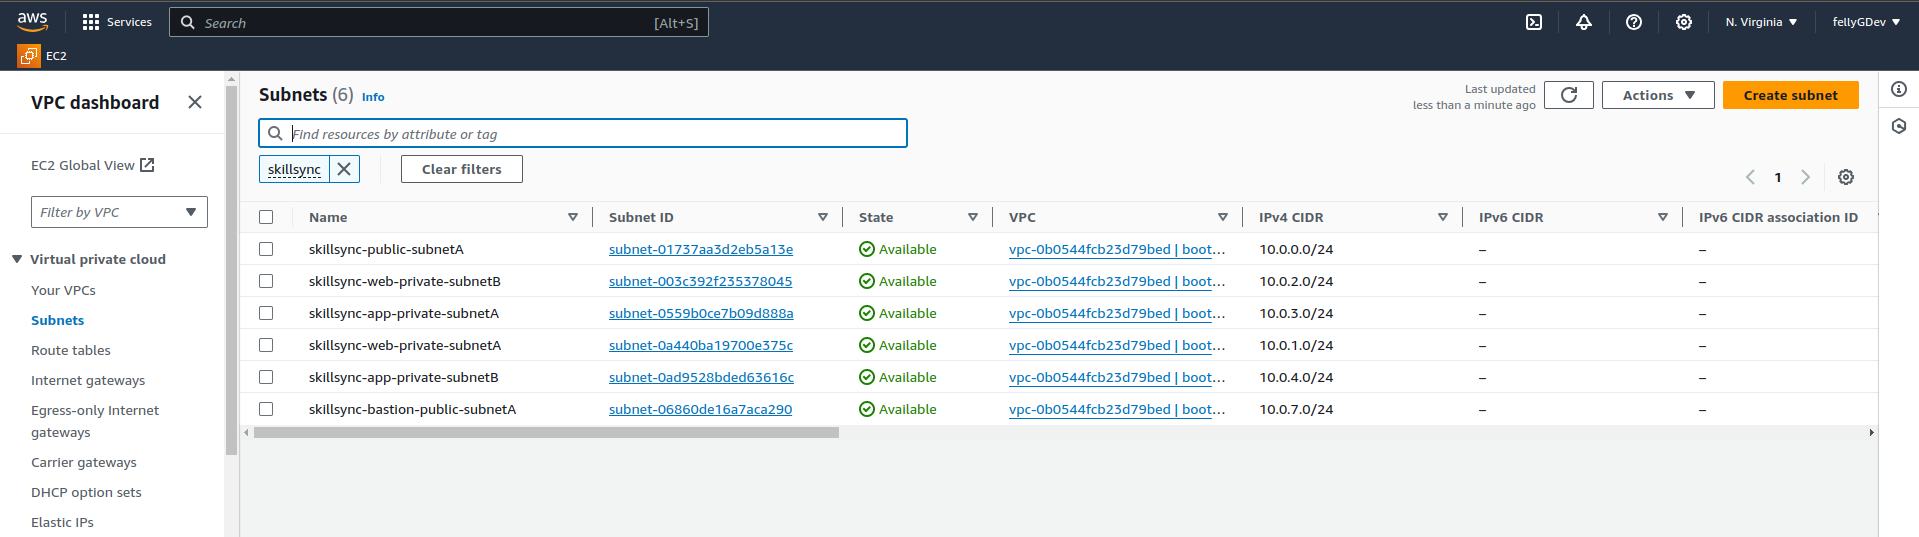 aws Services Search [Alt+S] N. Virginia fellyGDev
EC2
VPC dashboard
EC2 Global View
Filter by VPC
Virtual private cloud
Your VPCs
Subnets
Route tables
Internet gateways
Egress-only Internet
gateways
Carrier gateways
DHCP option sets
Elastic IPs
Subnets (6) Info
Last updated
less than a minute ago
Actions
Create subnet
Find resources by attribute or tag
skillsync
Clear filters
1
Name Subnet ID State VPC IPv4 CIDR IPv6 CIDR IPv6 CIDR association ID
skillsync-public-subnetA subnet-01737aa3d2eb5a13e Available vpc-0b0544fcb23d79bed | boot… 10.0.0.0/24 – –
skillsync-web-private-subnetB subnet-003c392f235378045 Available vpc-0b0544fcb23d79bed | boot… 10.0.2.0/24 – –
skillsync-app-private-subnetA subnet-0559b0ce7b09d888a Available vpc-0b0544fcb23d79bed | boot… 10.0.3.0/24 – –
skillsync-web-private-subnetA subnet-0a440ba19700e375c Available vpc-0b0544fcb23d79bed | boot… 10.0.1.0/24 – –
skillsync-app-private-subnetB subnet-0ad9528bded63616c Available vpc-0b0544fcb23d79bed | boot… 10.0.4.0/24 – –
skillsync-bastion-public-subnetA subnet-06860de16a7aca290 Available vpc-0b0544fcb23d79bed | boot… 10.0.7.0/24 – –